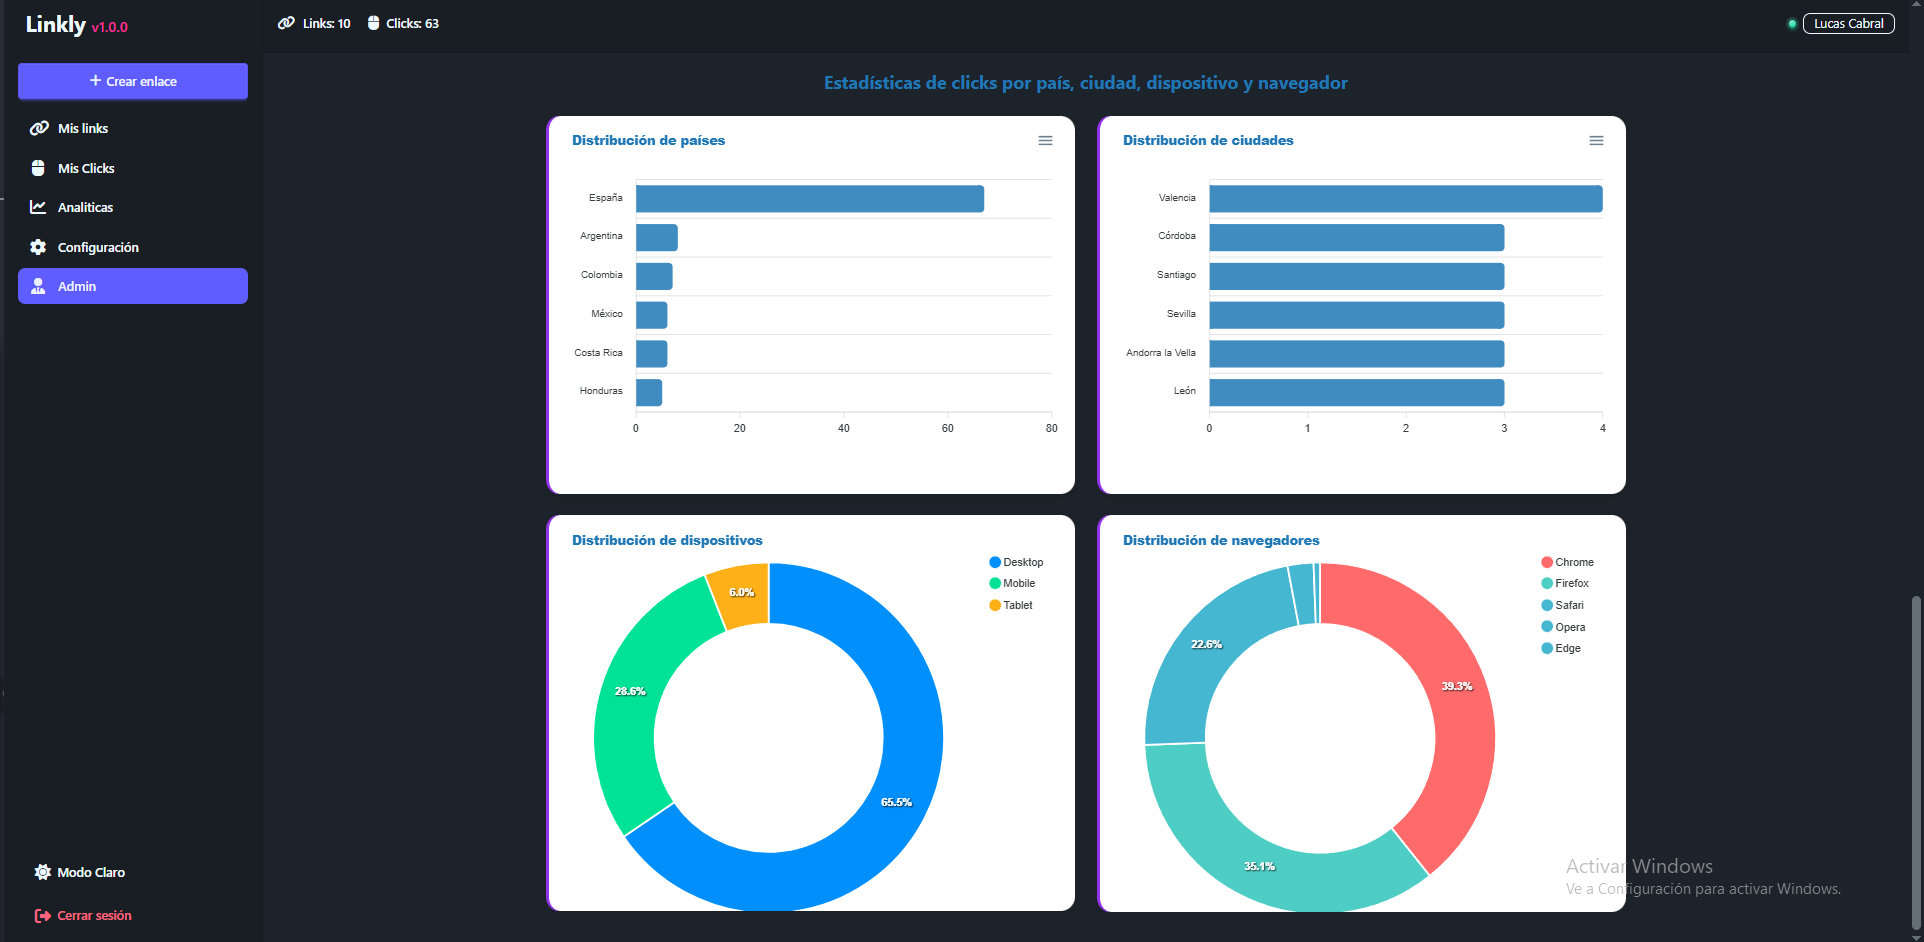 Linkly v1.0.0
Links: 10 Clicks: 63
Lucas Cabral
+ Crear enlace
Mis links
Mis Clicks
Analiticas
Configuración
Admin
Modo Claro
Cerrar sesión
Estadísticas de clicks por país, ciudad, dispositivo y navegador
Distribución de países
España
Argentina
Colombia
México
Costa Rica
Honduras
0 20 40 60 80
Distribución de ciudades
Valencia
Córdoba
Santiago
Sevilla
Andorra la Vella
León
0 1 2 3 4
Distribución de dispositivos
Desktop
Mobile
Tablet
6.0%
28.6%
65.5%
Distribución de navegadores
Chrome
Firefox
Safari
Opera
Edge
22.6%
39.3%
35.1%
Activar Windows
Ve a Configuración para activar Windows.